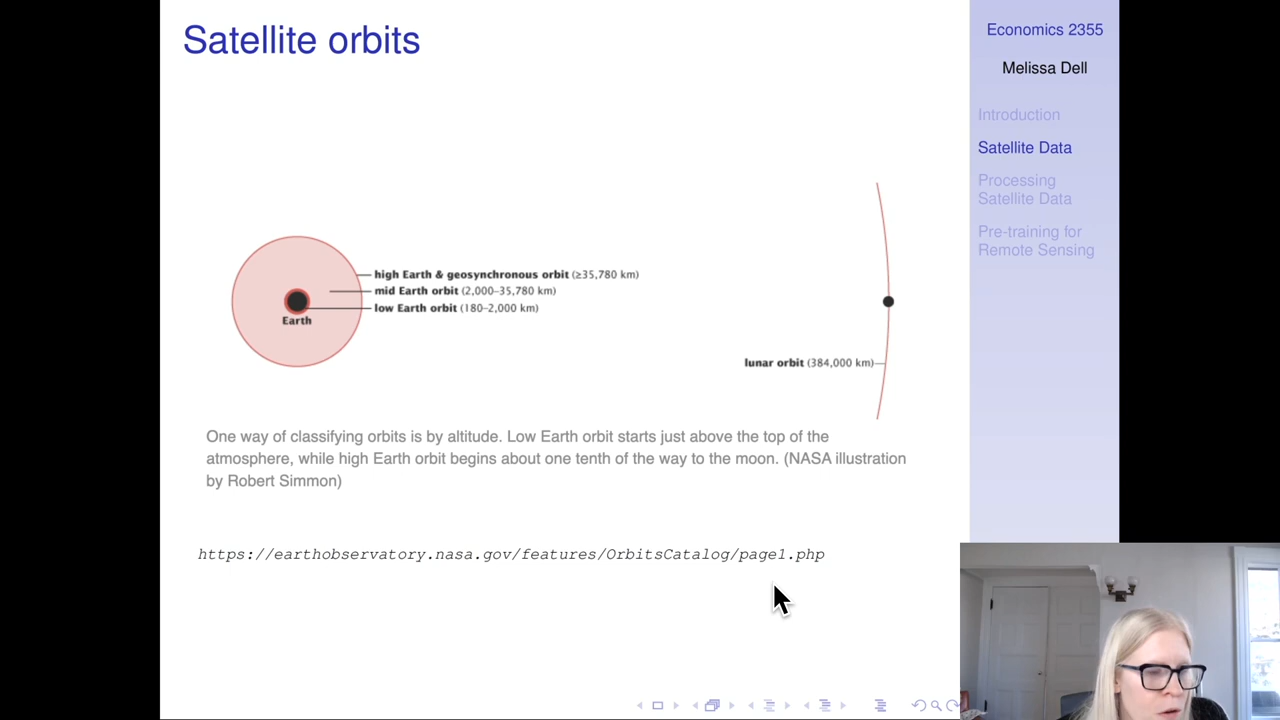 Satellite orbits
high Earth & geosynchronous orbit (≥35,780 km)
mid Earth orbit (2,000–35,780 km)
low Earth orbit (180–2,000 km)
Earth
lunar orbit (384,000 km)
One way of classifying orbits is by altitude. Low Earth orbit starts just above the top of the
atmosphere, while high Earth orbit begins about one tenth of the way to the moon. (NASA illustration
by Robert Simmon)
https://earthobservatory.nasa.gov/features/OrbitsCatalog/page1.php
Economics 2355
Melissa Dell
Introduction
Satellite Data
Processing
Satellite Data
Pre-training for
Remote Sensing